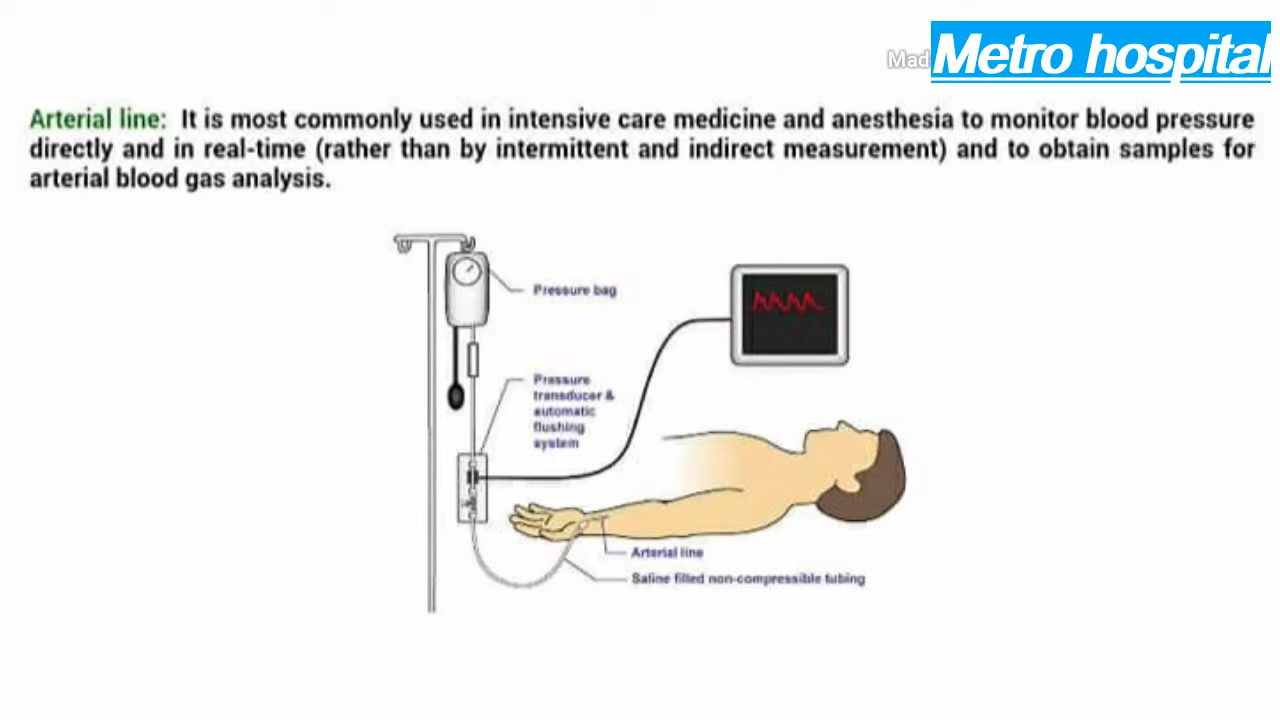 Mad
Metro hospital
Arterial line: It is most commonly used in intensive care medicine and anesthesia to monitor blood pressure
directly and in real-time (rather than by intermittent and indirect measurement) and to obtain samples for
arterial blood gas analysis.
Pressure bag
Pressure
transducer &
automatic
flushing
system
Arterial line
Saline filled non-compressible tubing